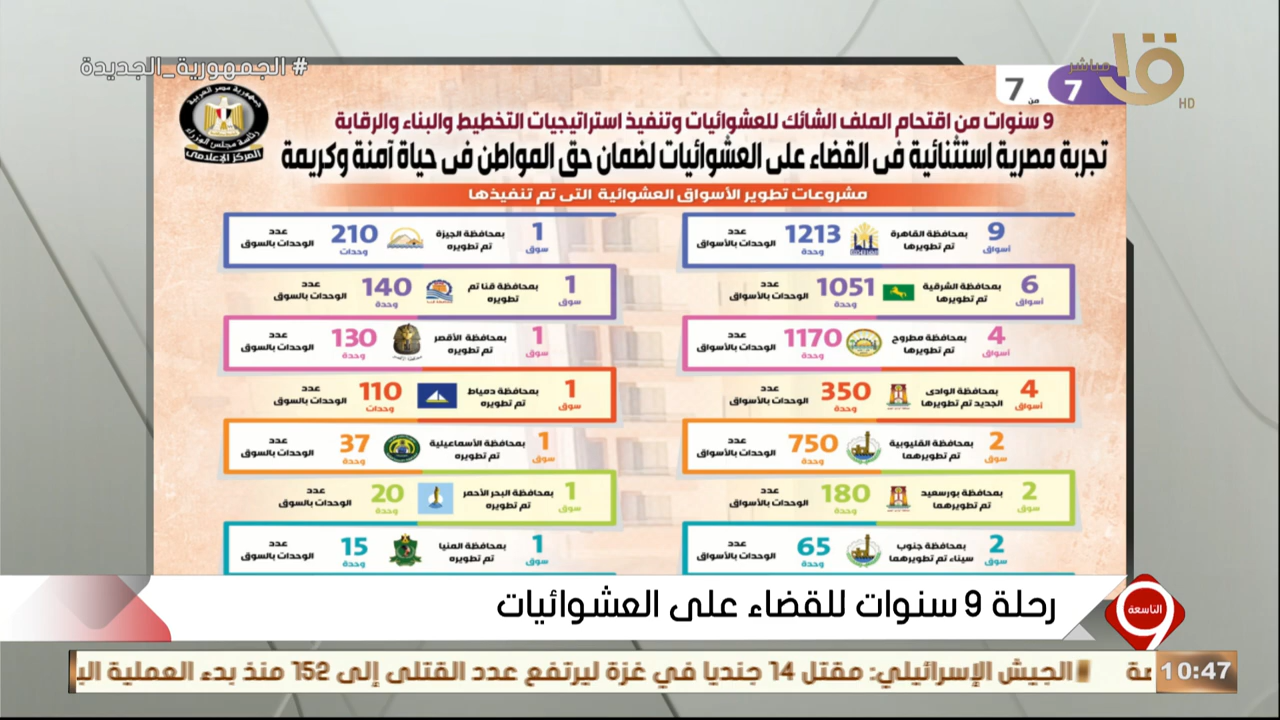 # الجمهورية_الجديدة
مباشر
HD
7 من 7
جمهورية مصر العربية
رئاسة مجلس الوزراء
المركز الإعلامى
9 سنوات من اقتحام الملف الشائك للعشوائيات وتنفيذ استراتيجيات التخطيط والبناء والرقابة
تجربة مصرية استثنائية فى القضاء على العشوائيات لضمان حق المواطن فى حياة آمنة وكريمة
مشروعات تطوير الأسواق العشوائية التى تم تنفيذها
9 أسواق بمحافظة القاهرة تم تطويرها 1213 وحدة عدد الوحدات بالأسواق
6 أسواق بمحافظة الشرقية تم تطويرها 1051 وحدة عدد الوحدات بالأسواق
4 أسواق بمحافظة مطروح تم تطويرها 1170 وحدة عدد الوحدات بالأسواق
4 أسواق بمحافظة الوادى الجديد تم تطويرها 350 وحدة عدد الوحدات بالأسواق
2 سوق بمحافظة القليوبية تم تطويرهما 750 وحدة عدد الوحدات بالأسواق
2 سوق بمحافظة بورسعيد تم تطويرهما 180 وحدة عدد الوحدات بالأسواق
2 سوق بمحافظة جنوب سيناء تم تطويرهما 65 وحدة عدد الوحدات بالأسواق
1 سوق بمحافظة الجيزة تم تطويره 210 وحدات عدد الوحدات بالسوق
1 سوق بمحافظة قنا تم تطويره 140 وحدة عدد الوحدات بالسوق
1 سوق بمحافظة الأقصر تم تطويره 130 وحدة عدد الوحدات بالسوق
1 سوق بمحافظة دمياط تم تطويره 110 وحدات عدد الوحدات بالسوق
1 سوق بمحافظة الأسماعيلية تم تطويره 37 وحدة عدد الوحدات بالسوق
1 سوق بمحافظة البحر الأحمر تم تطويره 20 وحدة عدد الوحدات بالسوق
1 سوق بمحافظة المنيا تم تطويره 15 وحدة عدد الوحدات بالسوق
التاسعة
رحلة 9 سنوات للقضاء على العشوائيات
10:47
الجيش الإسرائيلي: مقتل 14 جنديا في غزة ليرتفع عدد القتلى إلى 152 منذ بدء العملية الب